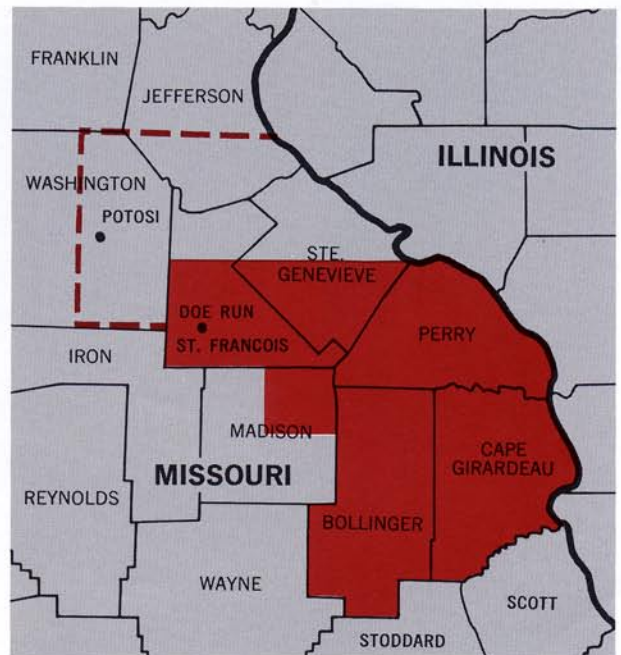 FRANKLIN
JEFFERSON
ILLINOIS
WASHINGTON
POTOSI
STE.
GENEVIEVE
DOE RUN
ST. FRANCOIS
PERRY
IRON
MADISON
CAPE
GIRARDEAU
MISSOURI
REYNOLDS
BOLLINGER
WAYNE
SCOTT
STODDARD